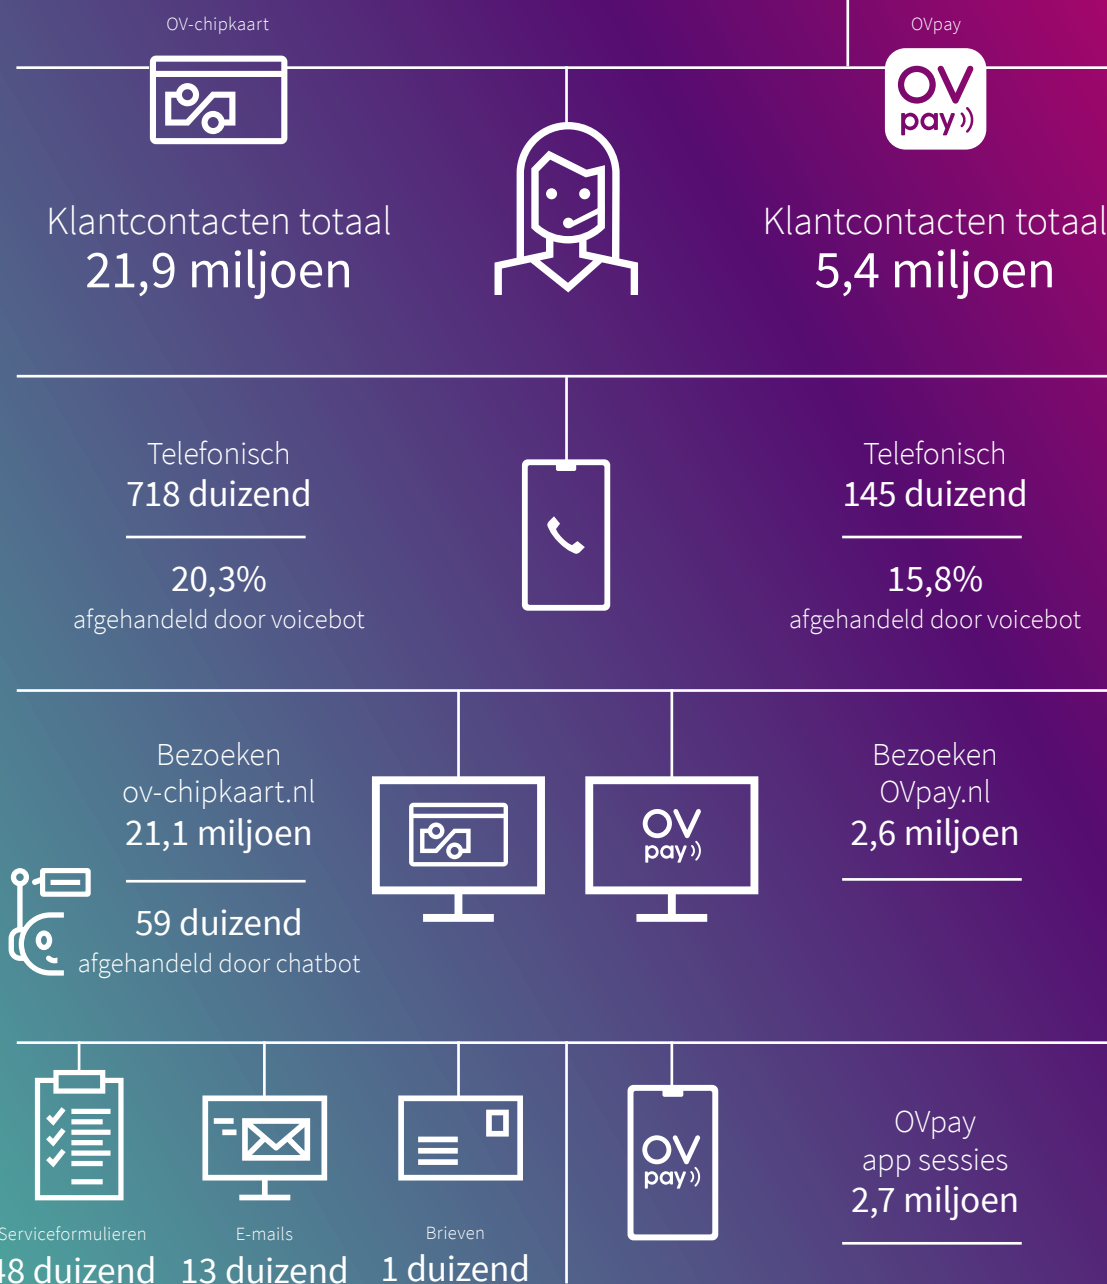 OV-chipkaart
Klantcontacten totaal
21,9 miljoen
OVpay
OV
pay
Klantcontacten totaal
5,4 miljoen
Telefonisch
718 duizend
20,3%
afgehandeld door voicebot
Telefonisch
145 duizend
15,8%
afgehandeld door voicebot
Bezoeken
ov-chipkaart.nl
21,1 miljoen
59 duizend
afgehandeld door chatbot
OV
pay
Bezoeken
OVpay.nl
2,6 miljoen
Serviceformulieren
duizend
E-mails
13 duizend
Brieven
1 duizend
OV
pay
OVpay
app sessies
2,7 miljoen